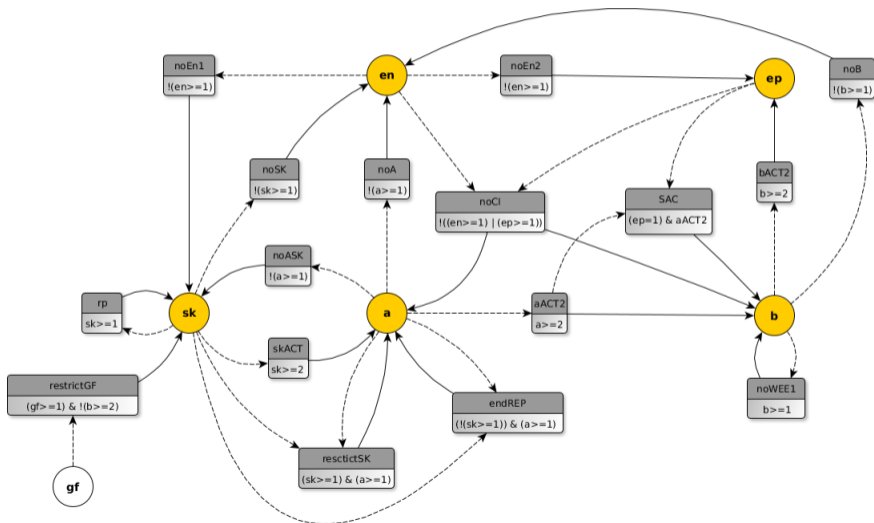 noEn1
!(en>=1)
en
noEn2
!(en>=1)
ep
noB
!(b>=1)
noSK
!(sk>=1)
noA
!(a>=1)
noCI
!((en>=1) | (ep>=1))
SAC
(ep=1) & aACT2
bACT2
b>=2
noASK
!(a>=1)
rp
sk>=1
sk
a
aACT2
a>=2
b
skACT
sk>=2
restrictGF
(gf>=1) & !(b>=2)
endREP
(!(sk>=1)) & (a>=1)
noWEE1
b>=1
resctictSK
(sk>=1) & (a>=1)
gf